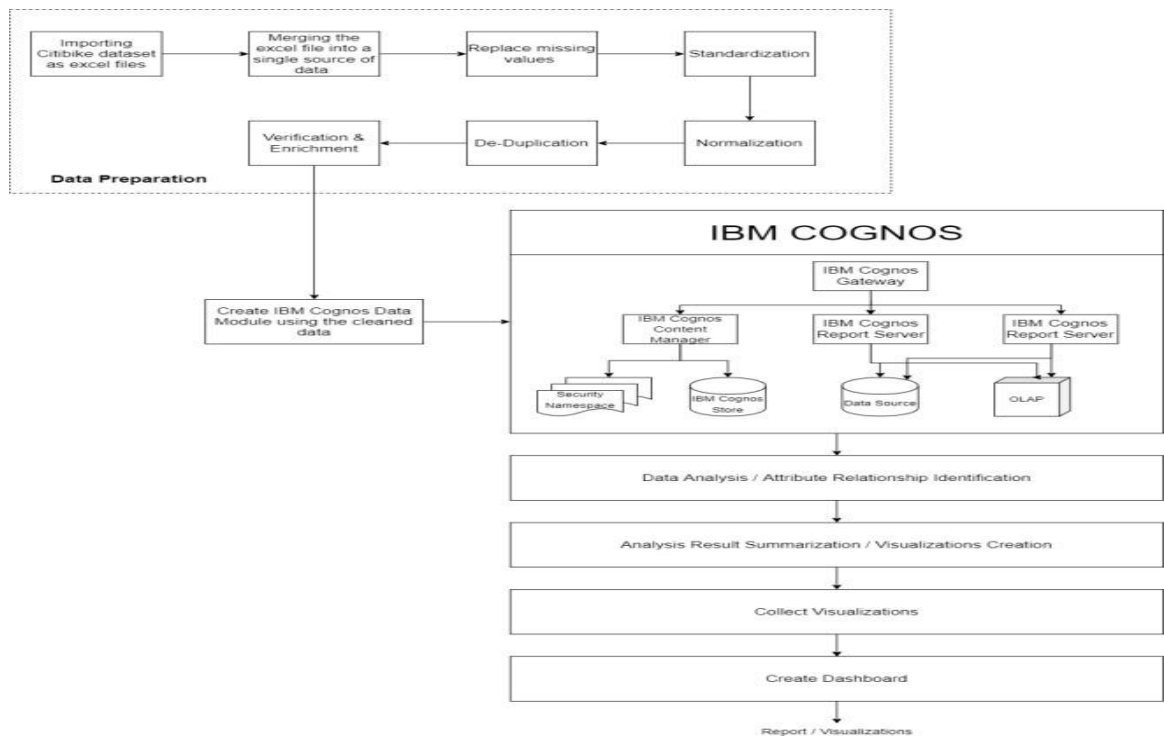 Importing
Citibike dataset
as excel files
Merging the
excel file into a
single source of
data
Replace missing
values
Standardization
Verification &
Enrichment
De-Duplication
Normalization
Data Preparation
IBM COGNOS
IBM Cognos
Gateway
Create IBM Cognos Data
Module using the cleaned
data
IBM Cognos
Content
Manager
IBM Cognos
Report Server
IBM Cognos
Report Server
Security
Namespace
IBM Cognos
Store
Data Source
OLAP
Data Analysis / Attribute Relationship Identification
Analysis Result Summarization / Visualizations Creation
Collect Visualizations
Create Dashboard
Report / Visualizations